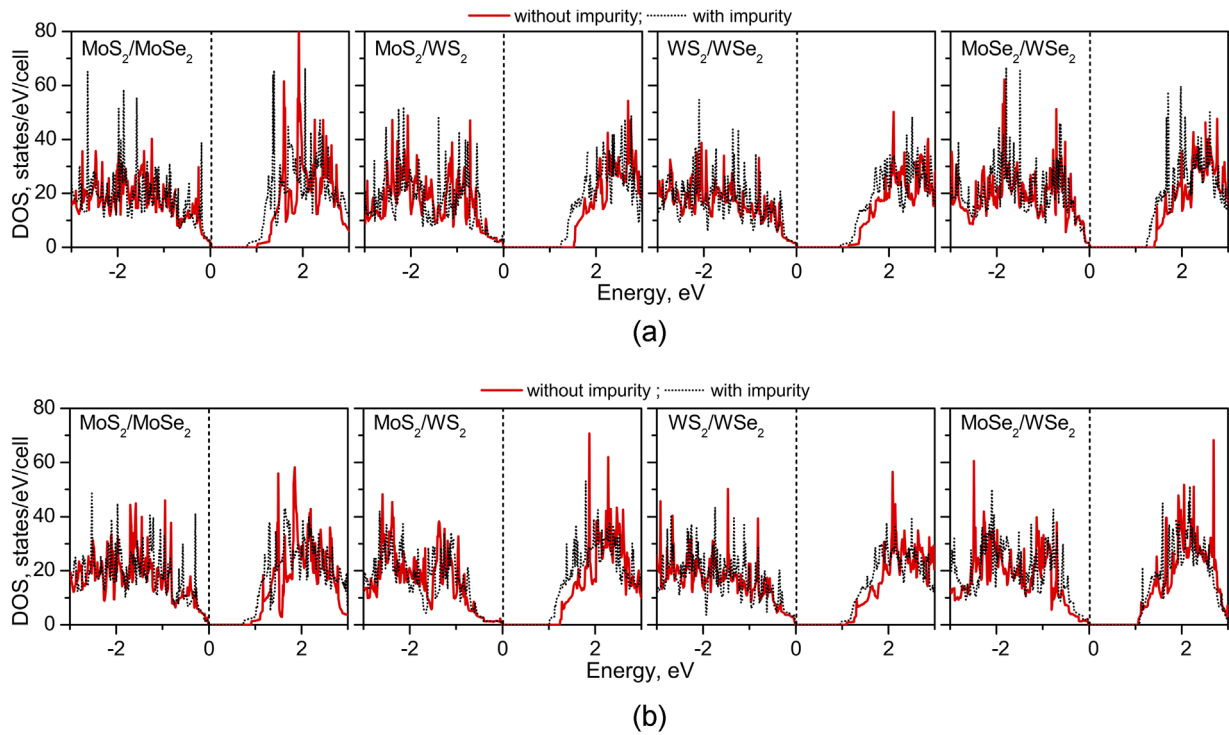 without impurity; with impurity
MoS₂/MoSe₂ MoS₂/WS₂ WS₂/WSe₂ MoSe₂/WSe₂
DOS, states/eV/cell
80
60
40
20
0
-2 0 2 -2 0 2 -2 0 2 -2 0 2
Energy, eV
(a)
without impurity ; with impurity
MoS₂/MoSe₂ MoS₂/WS₂ WS₂/WSe₂ MoSe₂/WSe₂
DOS, states/eV/cell
80
60
40
20
0
-2 0 2 -2 0 2 -2 0 2 -2 0 2
Energy, eV
(b)